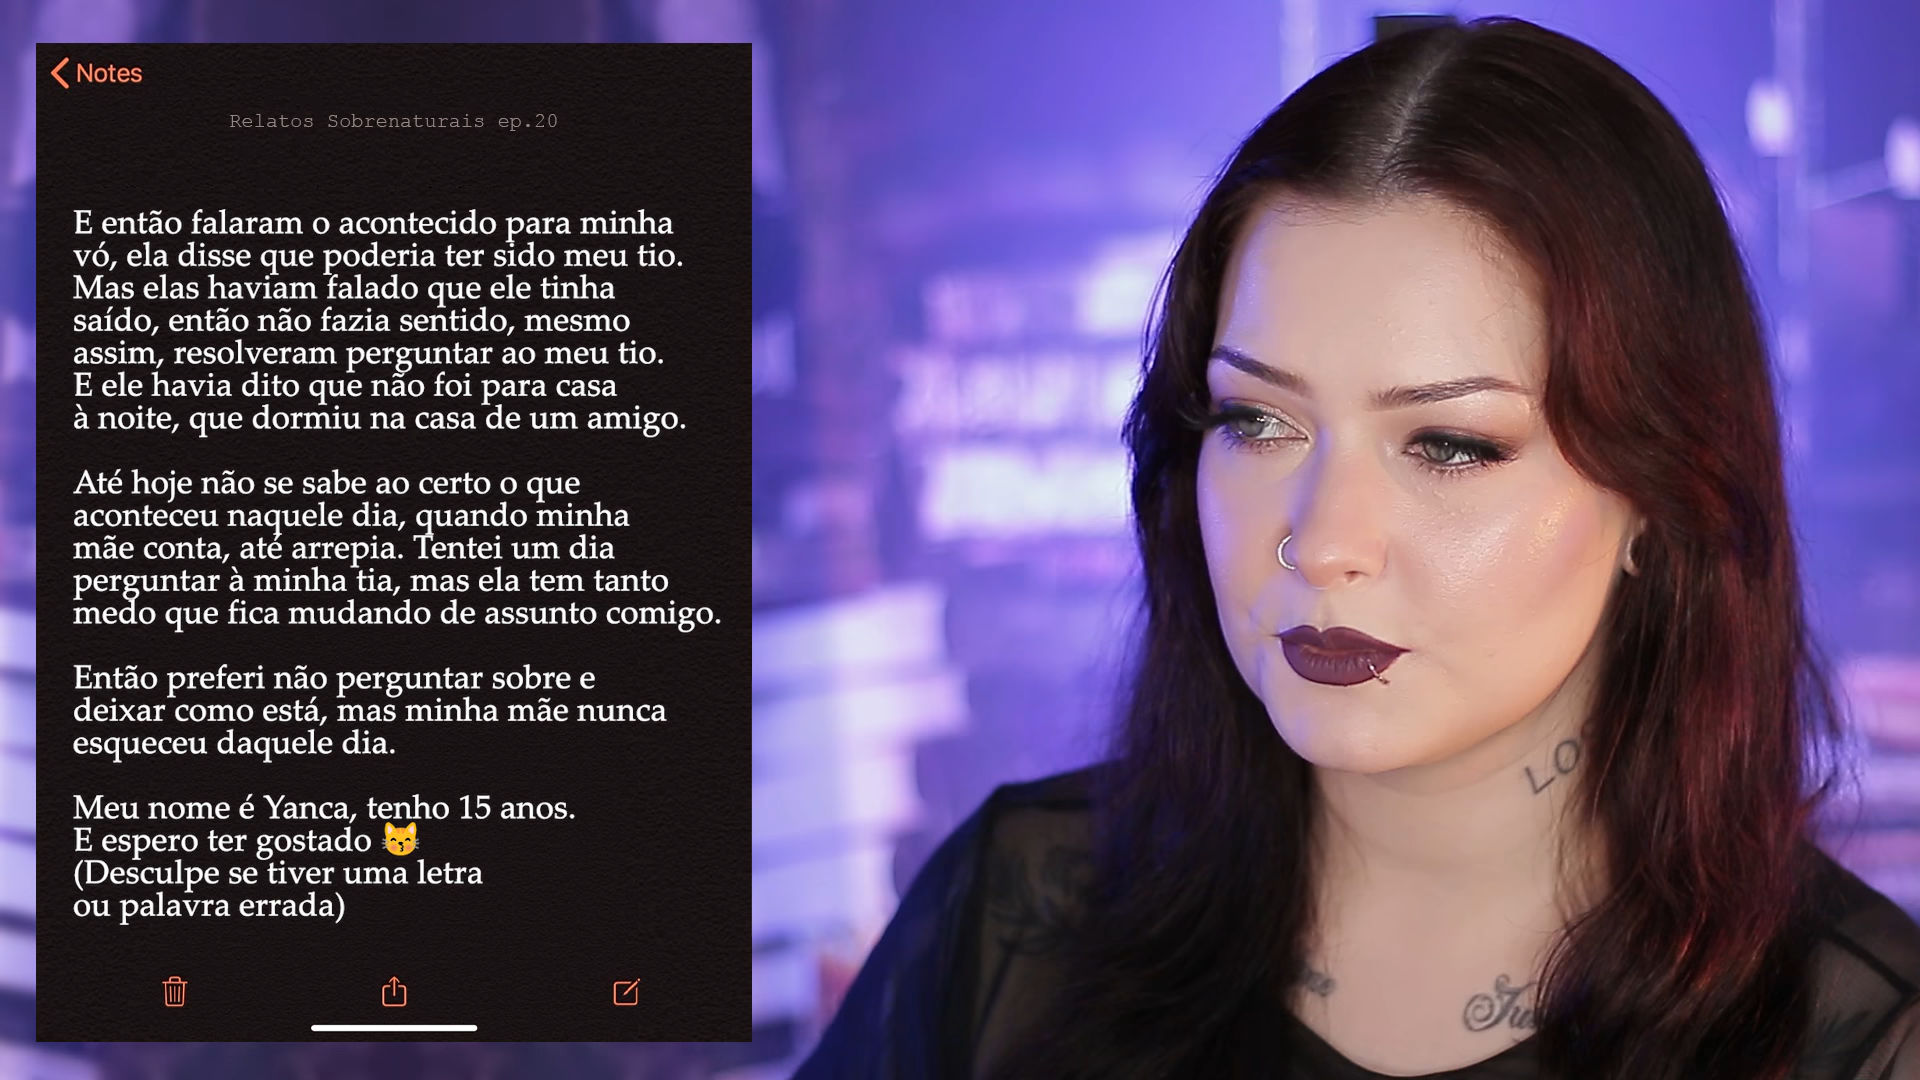 Notes
Relatos Sobrenaturais ep.20
E então falaram o acontecido para minha
vó, ela disse que poderia ter sido meu tio.
Mas elas haviam falado que ele tinha
saído, então não fazia sentido, mesmo
assim, resolveram perguntar ao meu tio.
E ele havia dito que não foi para casa
à noite, que dormiu na casa de um amigo.
Até hoje não se sabe ao certo o que
aconteceu naquele dia, quando minha
mãe conta, até arrepia. Tentei um dia
perguntar à minha tia, mas ela tem tanto
medo que fica mudando de assunto comigo.
Então preferi não perguntar sobre e
deixar como está, mas minha mãe nunca
esqueceu daquele dia.
Meu nome é Yanca, tenho 15 anos.
E espero ter gostado 😽
(Desculpe se tiver uma letra
ou palavra errada)